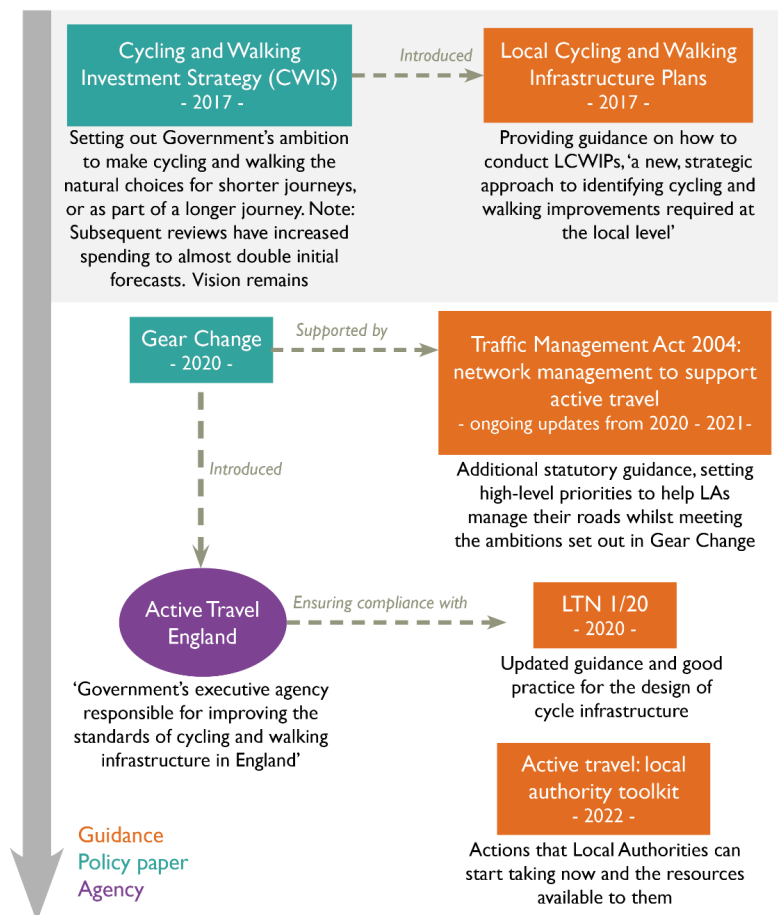 Cycling and Walking
Investment Strategy (CWIS)
- 2017 -
Introduced
Local Cycling and Walking
Infrastructure Plans
- 2017 -
Setting out Government's ambition
to make cycling and walking the
natural choices for shorter journeys,
or as part of a longer journey. Note:
Subsequent reviews have increased
spending to almost double initial
forecasts. Vision remains
Providing guidance on how to
conduct LCWIPs, 'a new, strategic
approach to identifying cycling and
walking improvements required at
the local level'
Gear Change
- 2020 -
Supported by
Traffic Management Act 2004:
network management to support
active travel
- ongoing updates from 2020 - 2021-
Additional statutory guidance, setting
high-level priorities to help LAs
manage their roads whilst meeting
the ambitions set out in Gear Change
Introduced
Active Travel
England
Ensuring compliance with
LTN 1/20
- 2020 -
'Government's executive agency
responsible for improving the
standards of cycling and walking
infrastructure in England'
Updated guidance and good
practice for the design of
cycle infrastructure
Active travel: local
authority toolkit
- 2022 -
Actions that Local Authorities can
start taking now and the resources
available to them
Guidance
Policy paper
Agency